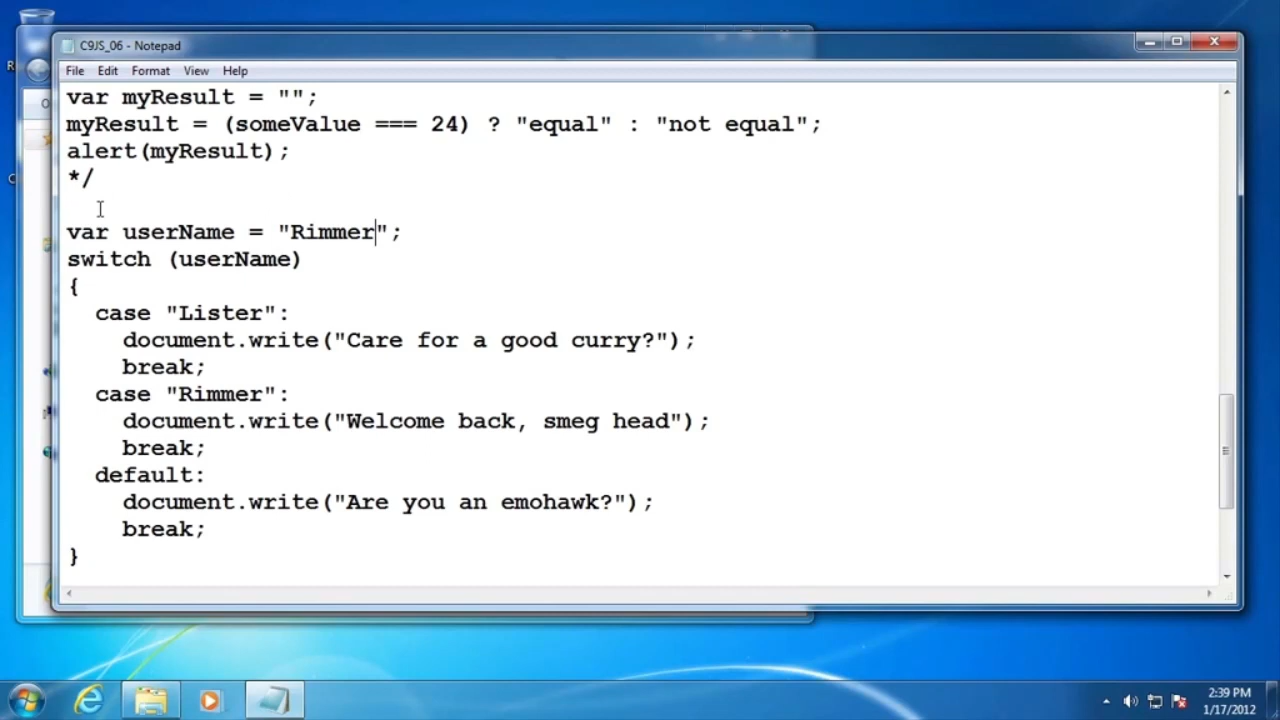 C9JS_06 - Notepad
File Edit Format View Help
var myResult = "";
myResult = (someValue === 24) ? "equal" : "not equal";
alert(myResult);
*/
var userName = "Rimmer";
switch (userName)
{
case "Lister":
document.write("Care for a good curry?");
break;
case "Rimmer":
document.write("Welcome back, smeg head");
break;
default:
document.write("Are you an emohawk?");
break;
}
2:39 PM
1/17/2012